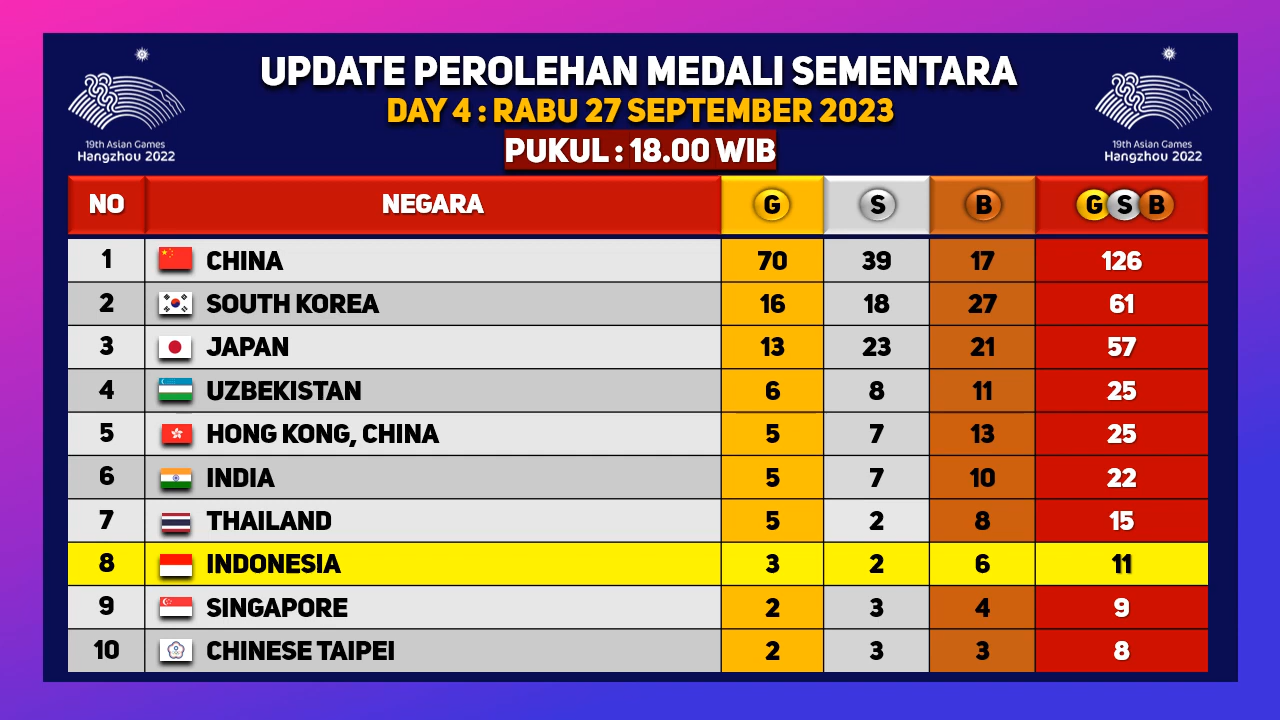 UPDATE PEROLEHAN MEDALI SEMENTARA
DAY 4 : RABU 27 SEPTEMBER 2023
PUKUL : 18.00 WIB
19th Asian Games
Hangzhou 2022
19th Asian Games
Hangzhou 2022
NO NEGARA G S B G S B
1 CHINA 70 39 17 126
2 SOUTH KOREA 16 18 27 61
3 JAPAN 13 23 21 57
4 UZBEKISTAN 6 8 11 25
5 HONG KONG, CHINA 5 7 13 25
6 INDIA 5 7 10 22
7 THAILAND 5 2 8 15
8 INDONESIA 3 2 6 11
9 SINGAPORE 2 3 4 9
10 CHINESE TAIPEI 2 3 3 8